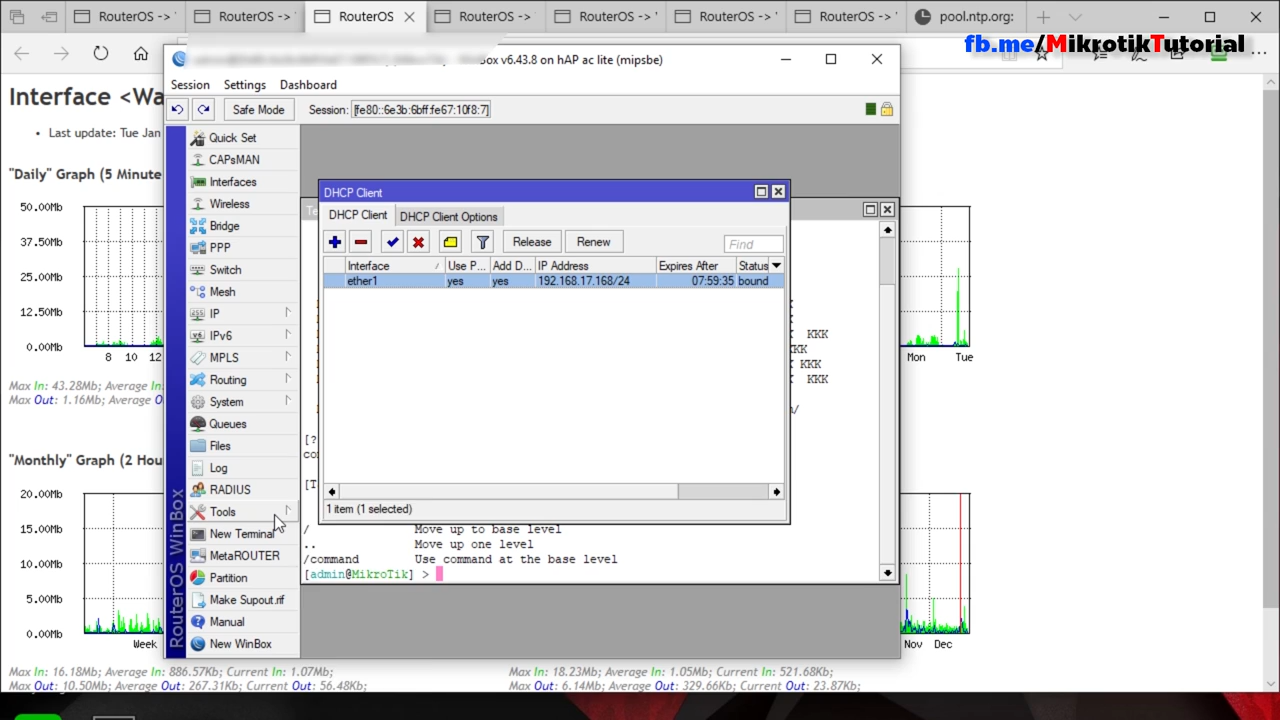 RouterOS -> '
RouterOS -> '
RouterOS
RouterOS ->
RouterOS -> '
RouterOS -> '
RouterOS -> '
pool.ntp.org:
fb.me/MikrotikTutorial
Box v6.43.8 on hAP ac lite (mipsbe)
Session
Settings
Dashboard
Safe Mode
Session:
[fe80::6e3b:6bff:fe67:10f8:7]
Interface <Wa
Last update: Tue Jan
"Daily" Graph (5 Minute
50.00Mb
37.50Mb
25.00Mb
12.50Mb
0.00Mb
8 10 12
Mon Tue
Max In: 43.28Mb; Average In:
Max Out: 1.16Mb; Average O
"Monthly" Graph (2 Hou
20.00Mb
15.00Mb
10.00Mb
5.00Mb
0.00Mb
Week
Nov Dec
Max In: 16.18Mb; Average In: 886.57Kb; Current In: 1.07Mb;
Max Out: 10.50Mb; Average Out: 267.31Kb; Current Out: 56.48Kb;
Max In: 18.23Mb; Average In: 1.05Mb; Current In: 521.68Kb;
Max Out: 6.14Mb; Average Out: 329.66Kb; Current Out: 23.87Kb;
RouterOS WinBox
Quick Set
CAPsMAN
Interfaces
Wireless
Bridge
PPP
Switch
Mesh
IP
IPv6
MPLS
Routing
System
Queues
Files
Log
RADIUS
Tools
New Terminal
MetaROUTER
Partition
Make Supout.rif
Manual
New WinBox
DHCP Client
DHCP Client
DHCP Client Options
Release
Renew
Find
Interface
Use P...
Add D...
IP Address
Expires After
Status
ether1
yes
yes
192.168.17.168/24
07:59:35
bound
1 item (1 selected)
KKK
KKK
KKK
KKK
[?
co
[T
/ Move up to base level
.. Move up one level
/command Use command at the base level
[admin@MikroTik] >